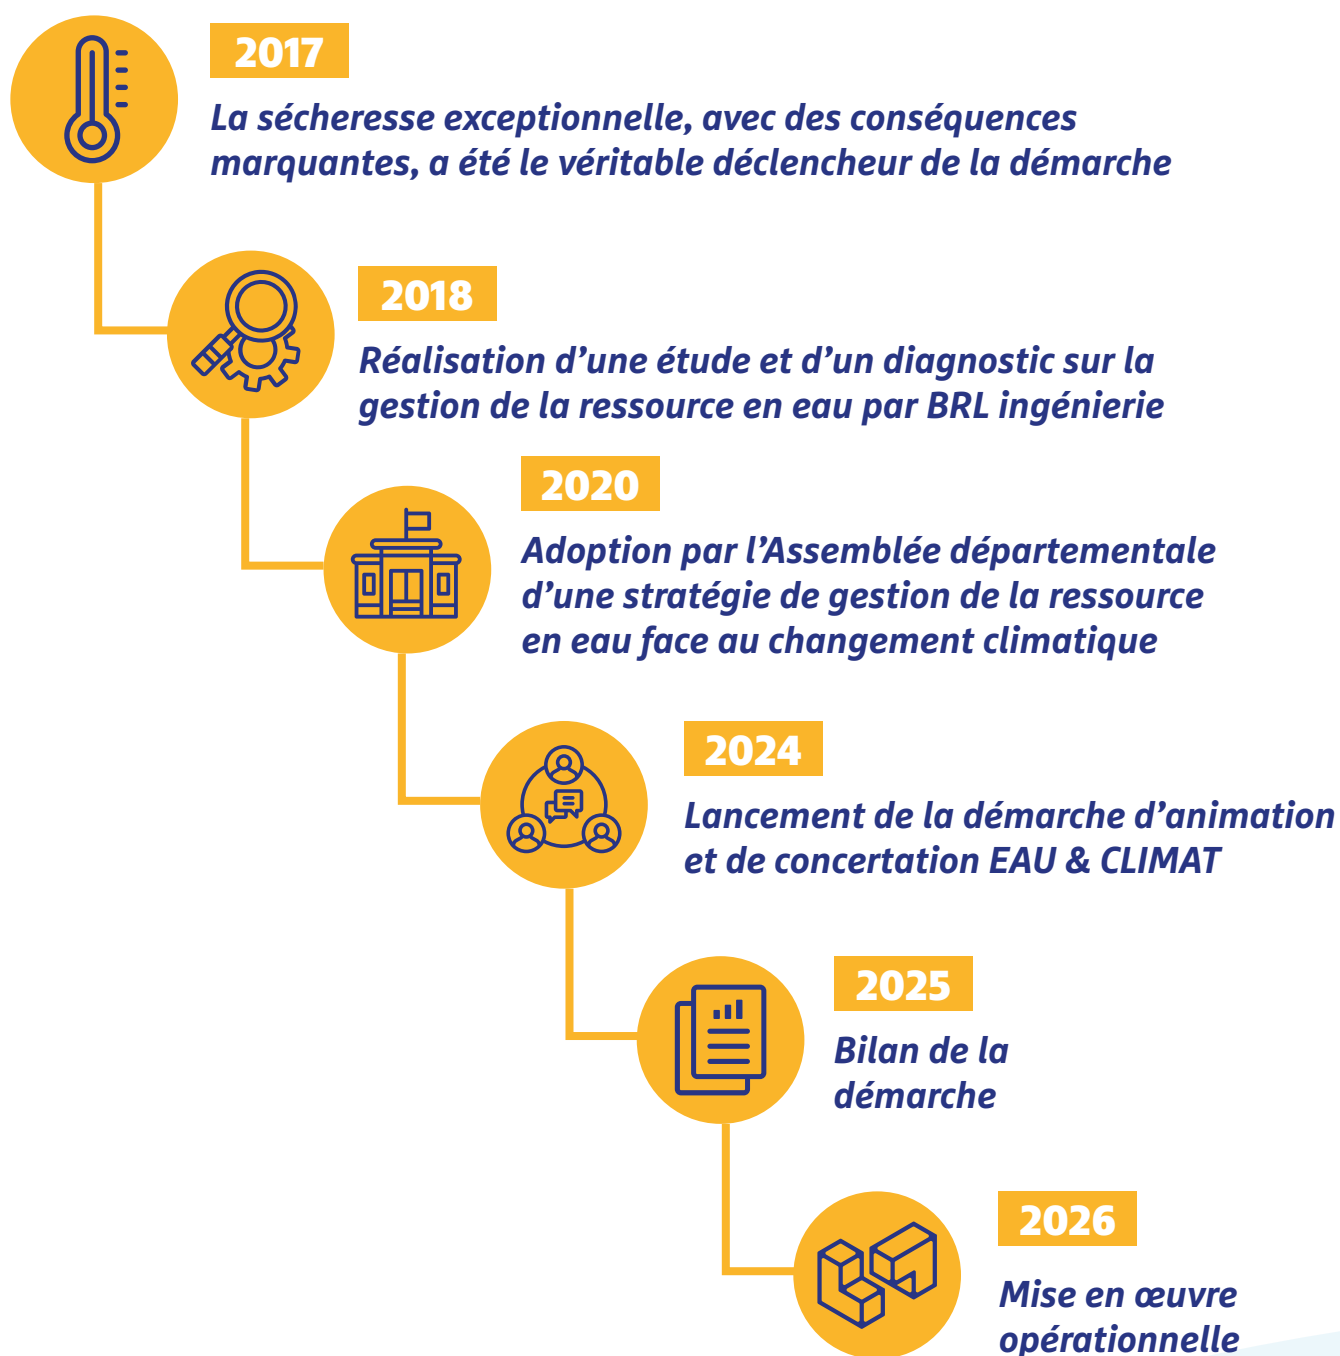 2017
La sécheresse exceptionnelle, avec des conséquences
marquantes, a été le véritable déclencheur de la démarche
2018
Réalisation d’une étude et d’un diagnostic sur la
gestion de la ressource en eau par BRL ingénierie
2020
Adoption par l’Assemblée départementale
d’une stratégie de gestion de la ressource
en eau face au changement climatique
2024
Lancement de la démarche d’animation
et de concertation EAU & CLIMAT
2025
Bilan de la
démarche
2026
Mise en œuvre
opérationnelle